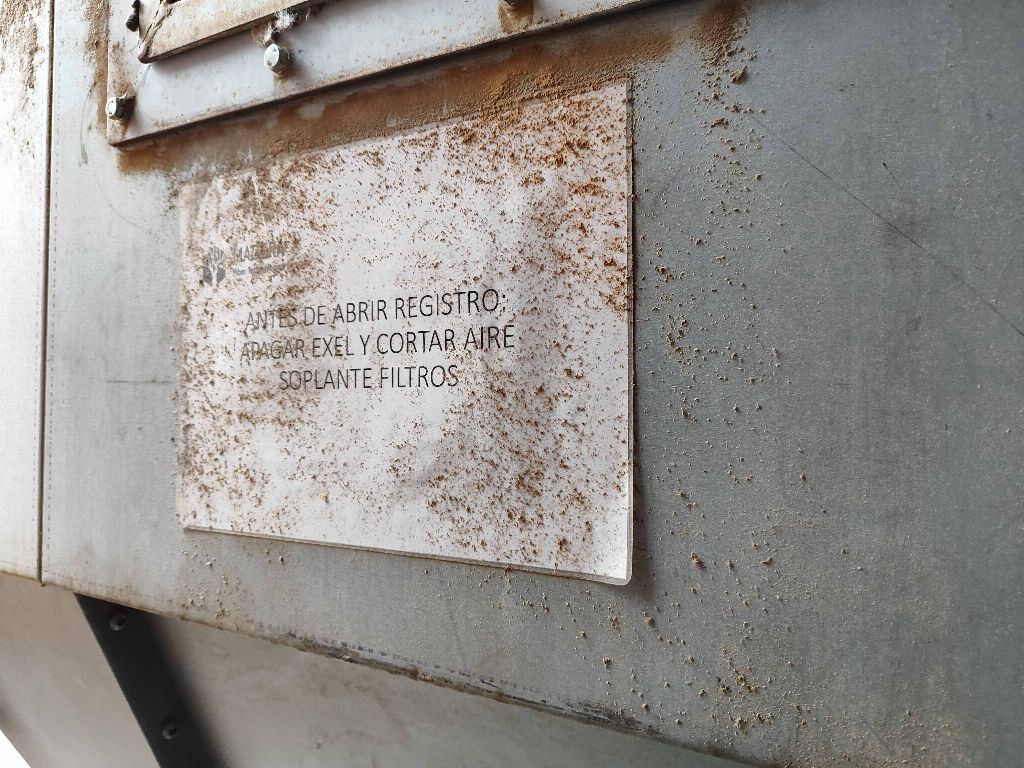 ANTES DE ABRIR REGISTRO;
APAGAR EXEL Y CORTAR AIRE
SOPLANTE FILTROS